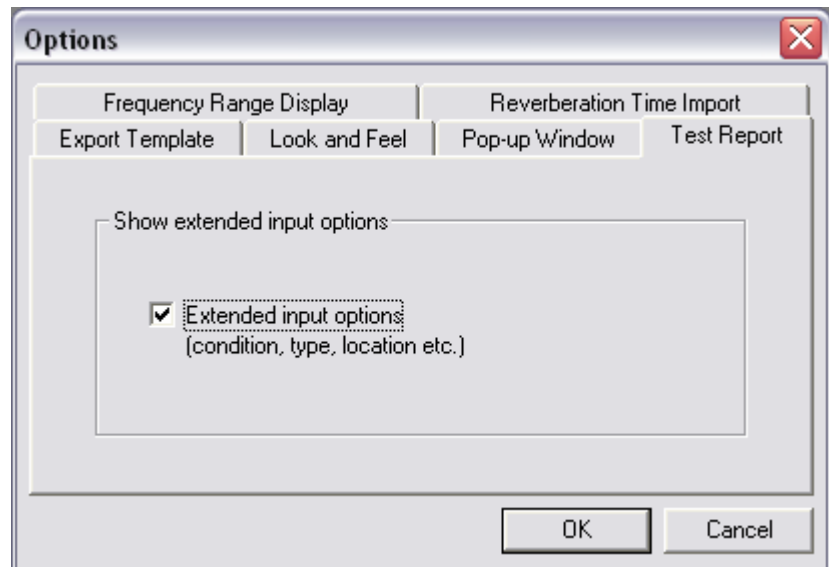 Options
Frequency Range Display
Reverberation Time Import
Export Template
Look and Feel
Pop-up Window
Test Report
Show extended input options
Extended input options
(condition, type, location etc.)
OK
Cancel